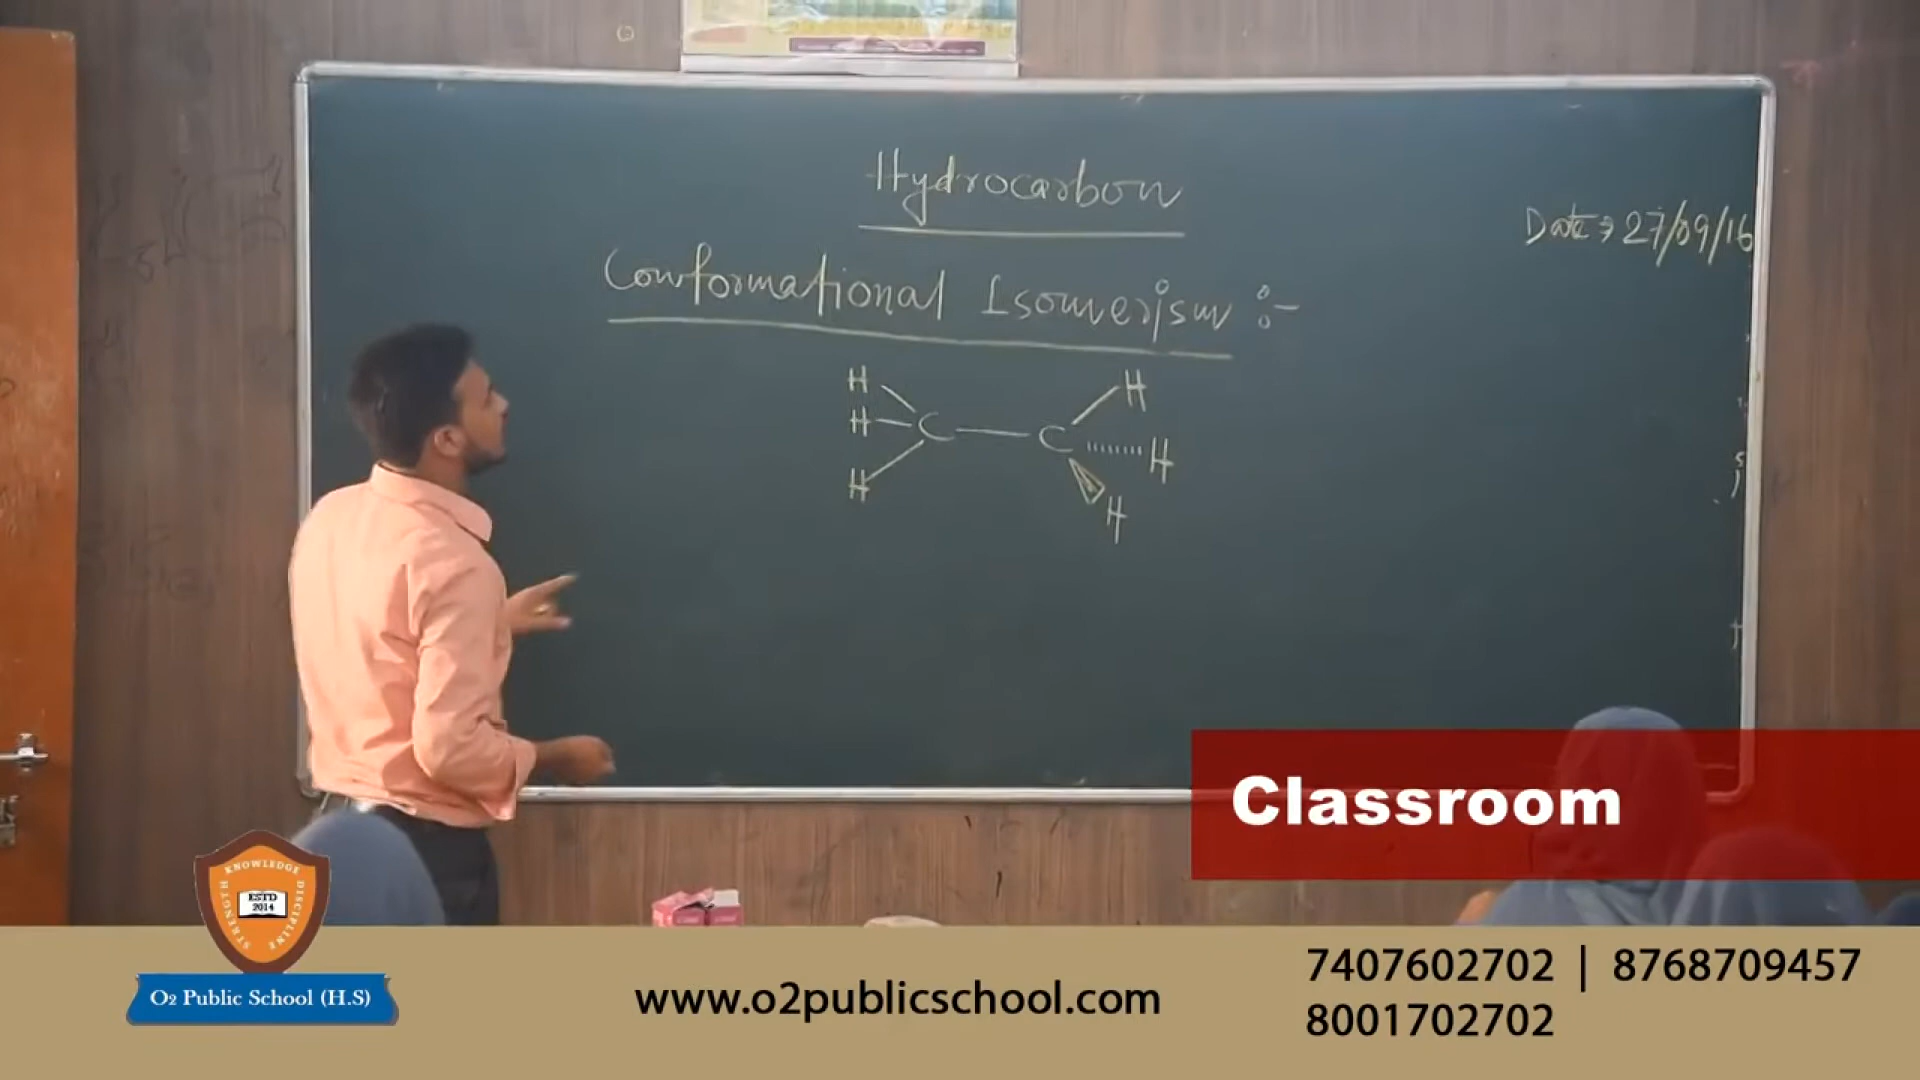 Hydrocarbon
Date → 27/09/16
Conformational Isomerism :-
H H
H C C H
H H
Classroom
KNOWLEDGE
STRENGTH DISCIPLINE
ESTD
2014
O2 Public School (H.S)
www.o2publicschool.com
7407602702 | 8768709457
8001702702